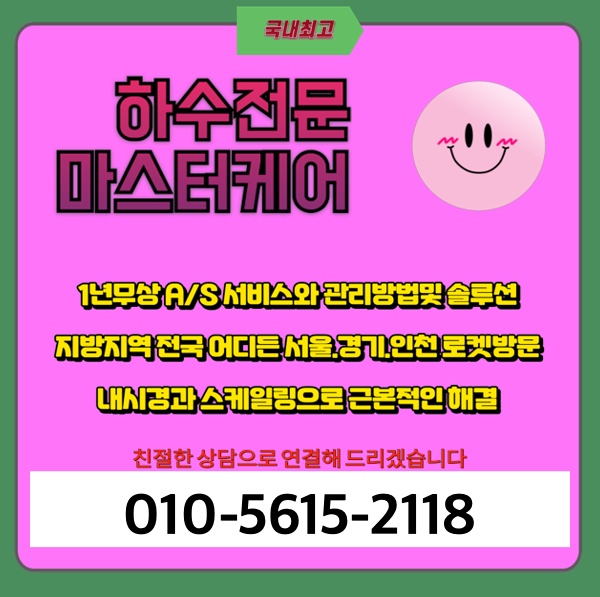 국내최고
하수전문
마스터케어
1년무상 A/S 서비스와 관리방법및 솔루션
지방지역 전국 어디든 서울.경기.인천 로켓방문
내시경과 스케일링으로 근본적인 해결
친절한 상담으로 연결해 드리겠습니다
010-5615-2118